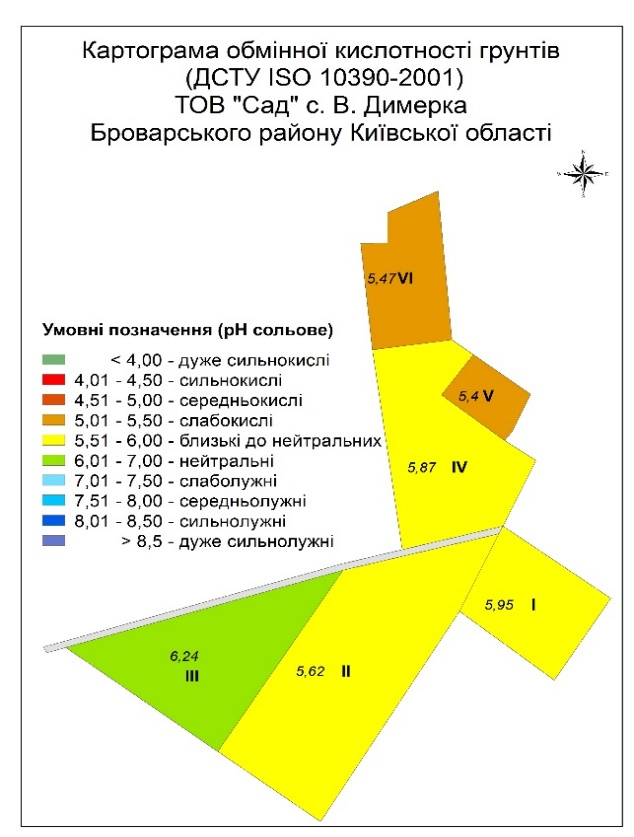 Картограма обмінної кислотності грунтів
(ДСТУ ISO 10390-2001)
ТОВ "Сад" с. В. Димерка
Броварського району Київської області
N
W E
S
5,47 VI
Умовні позначення (рН сольове)
< 4,00 - дуже сильнокислі
4,01 - 4,50 - сильнокислі
4,51 - 5,00 - середньокислі
5,01 - 5,50 - слабокислі
5,51 - 6,00 - близькі до нейтральних
6,01 - 7,00 - нейтральні
7,01 - 7,50 - слаболужні
7,51 - 8,00 - середньолужні
8,01 - 8,50 - сильнолужні
> 8,5 - дуже сильнолужні
5,4 V
5,87 IV
5,95 I
6,24
III
5,62 II